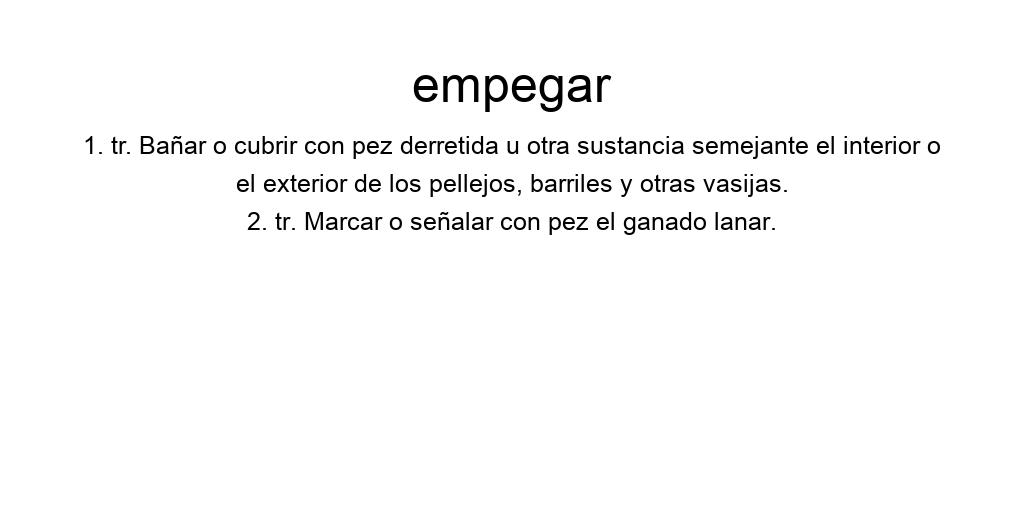 empegar
1. tr. Bañar o cubrir con pez derretida u otra sustancia semejante el interior o
el exterior de los pellejos, barriles y otras vasijas.
2. tr. Marcar o señalar con pez el ganado lanar.